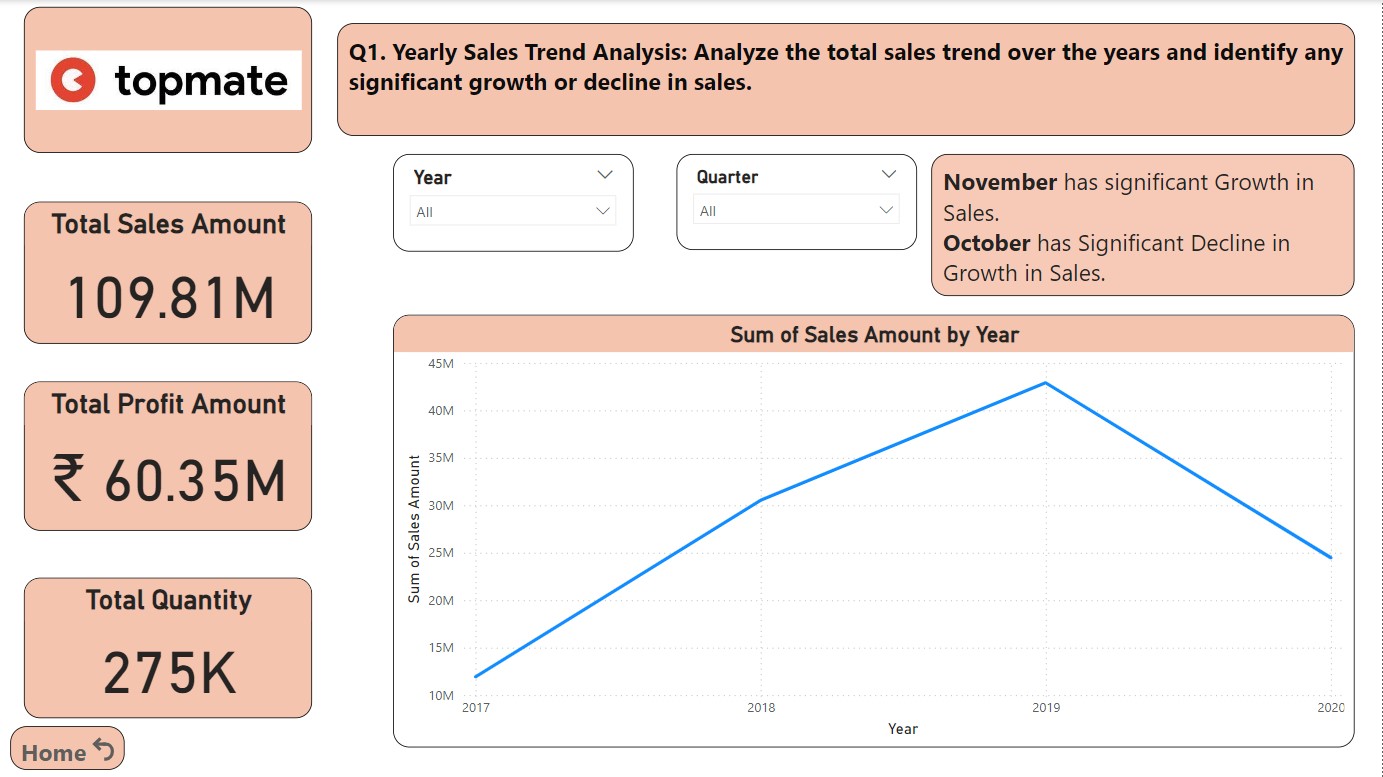 topmate
Q1. Yearly Sales Trend Analysis: Analyze the total sales trend over the years and identify any
significant growth or decline in sales.
Year
All
Quarter
All
November has significant Growth in
Sales.
October has Significant Decline in
Growth in Sales.
Total Sales Amount
109.81M
Total Profit Amount
₹ 60.35M
Total Quantity
275K
Home
Sum of Sales Amount by Year
Sum of Sales Amount
45M
40M
35M
30M
25M
20M
15M
10M
2017 2018 2019 2020
Year